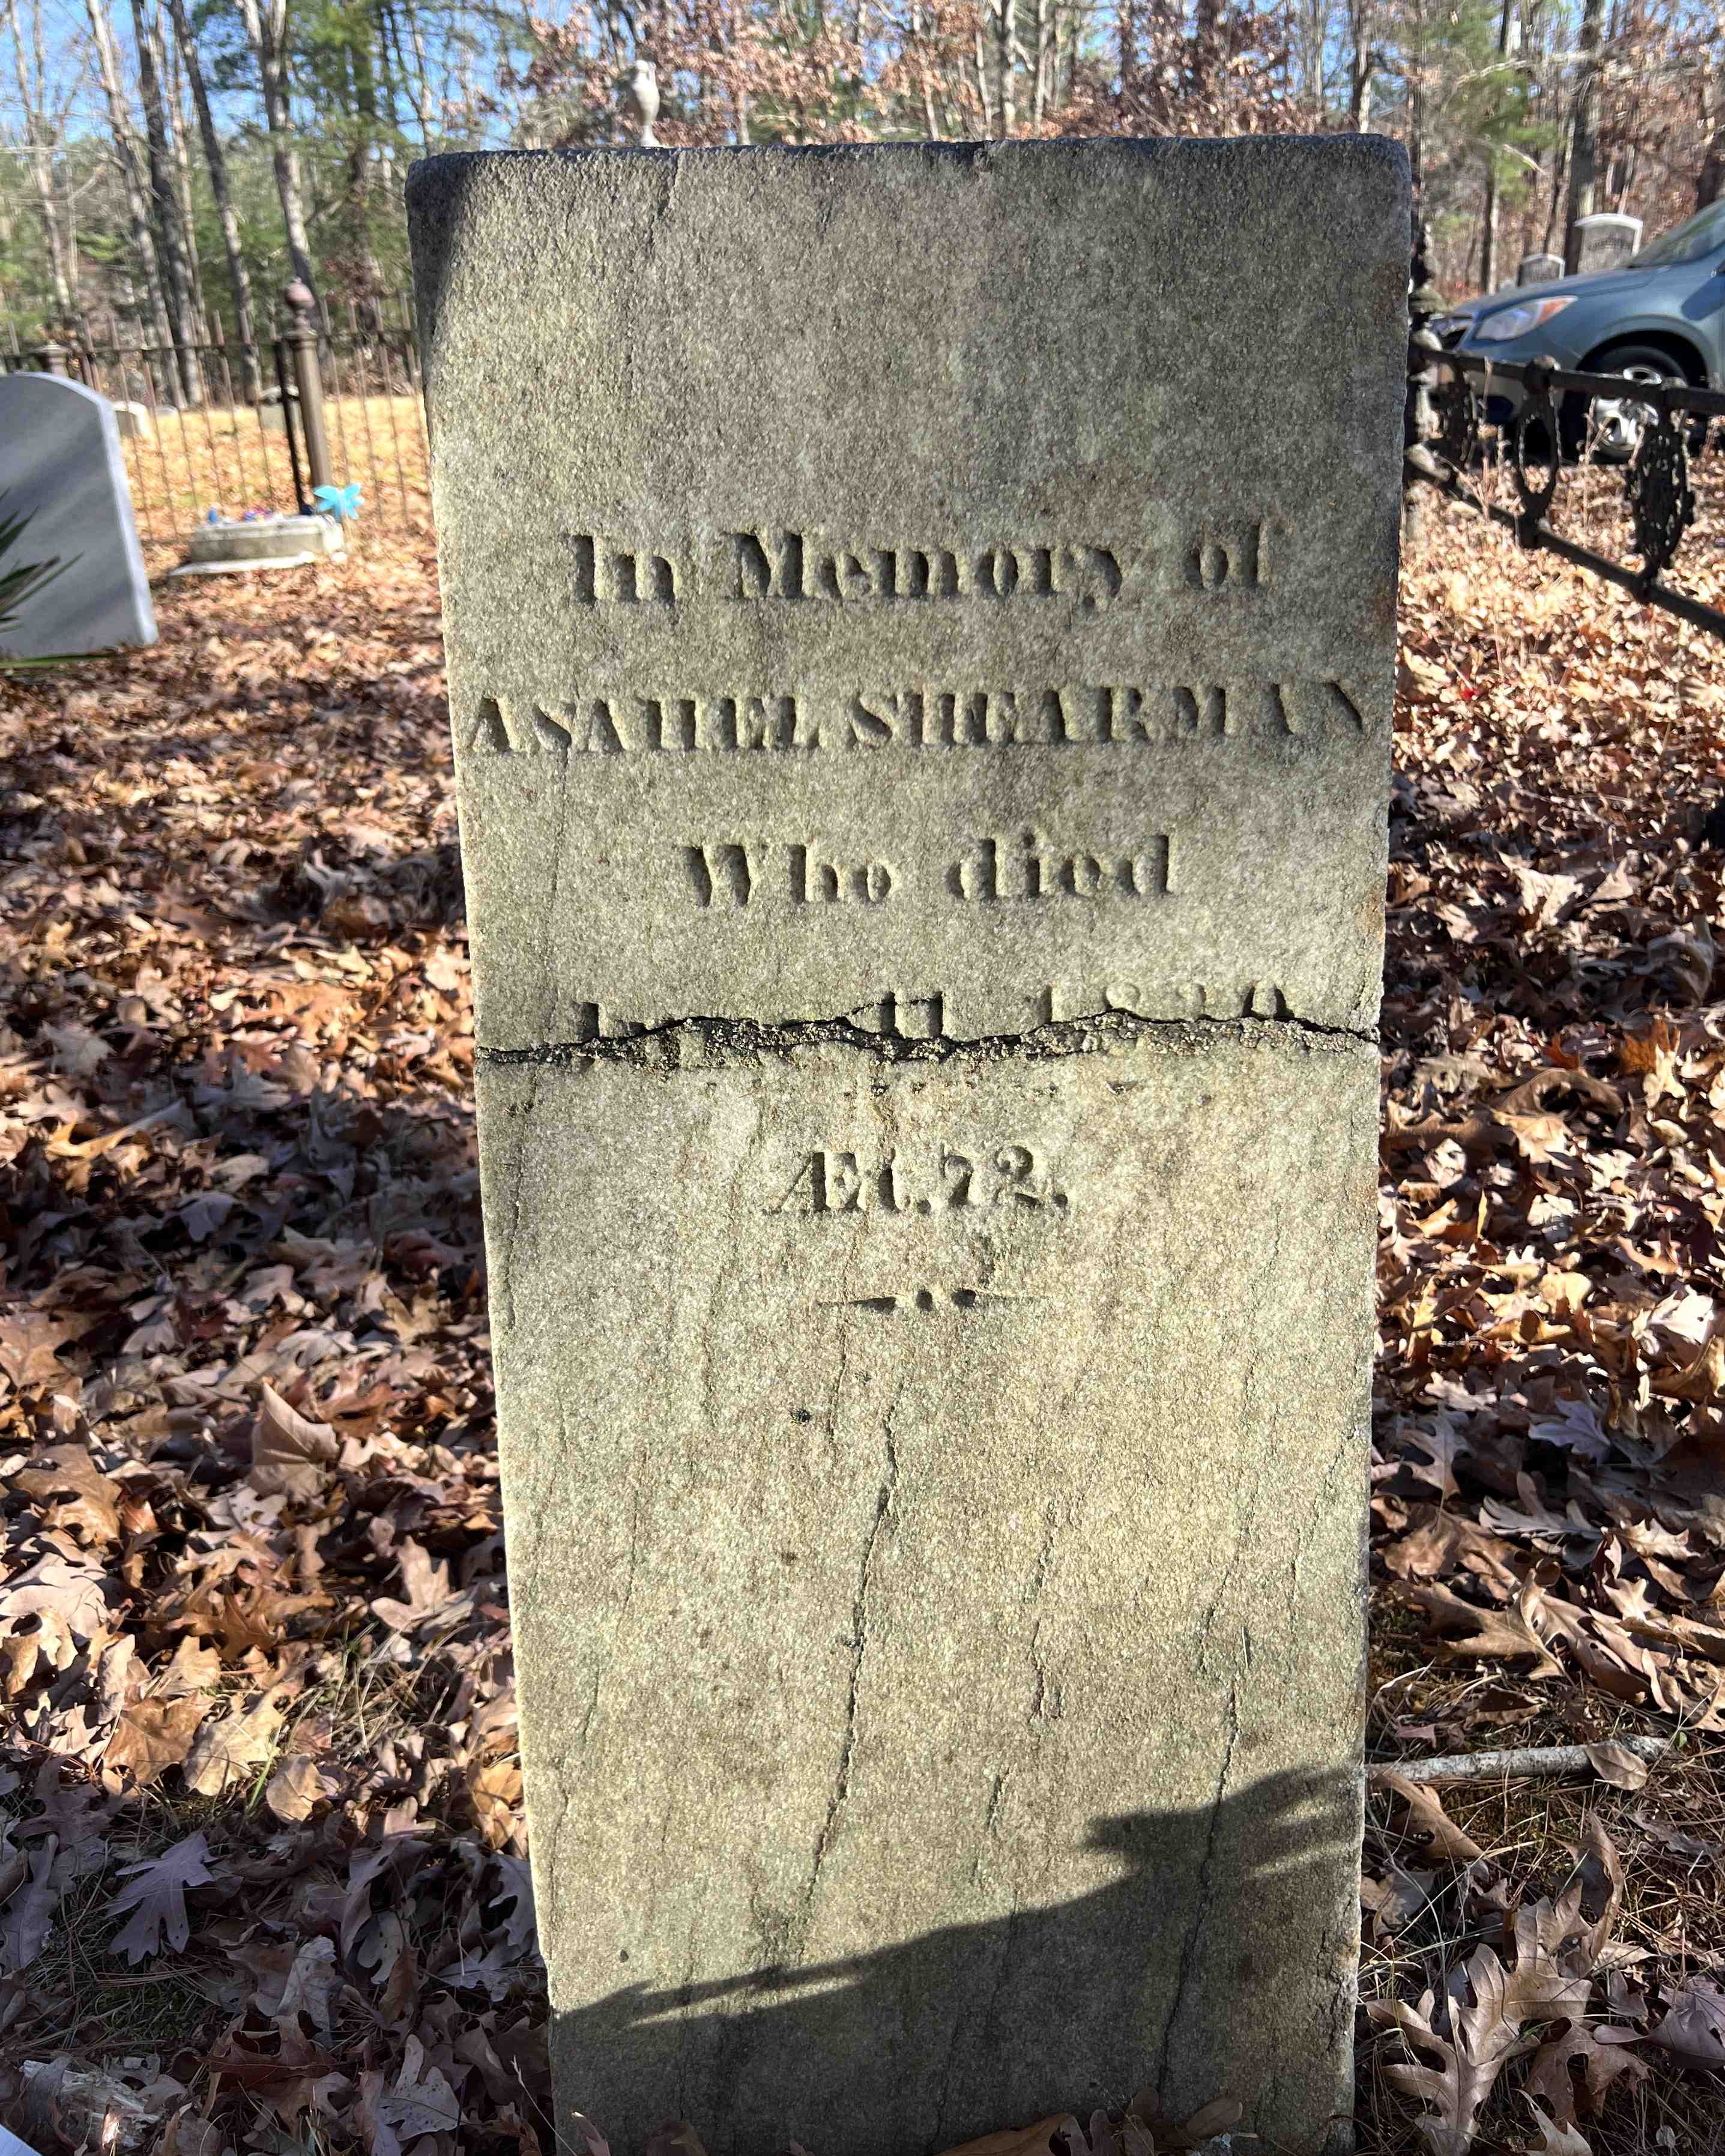 In Memory of
ASAHEL SHEARMAN
Who died
Æt. 72.